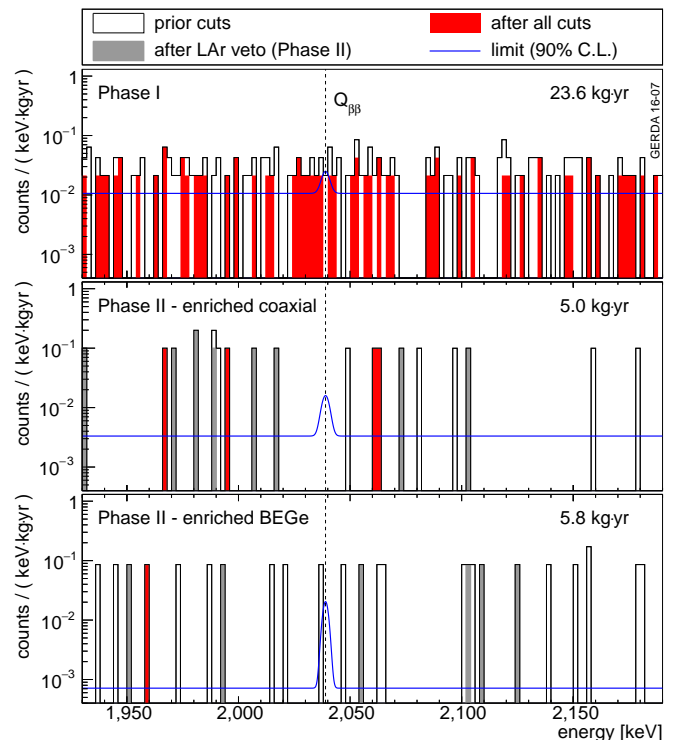 prior cuts
after all cuts
after LAr veto (Phase II)
limit (90% C.L.)
Phase I
23.6 kg·yr
Qββ
GERDA 16-07
counts / ( keV·kg·yr)
1
10⁻¹
10⁻²
10⁻³
Phase II - enriched coaxial
5.0 kg·yr
counts / ( keV·kg·yr)
1
10⁻¹
10⁻²
10⁻³
Phase II - enriched BEGe
5.8 kg·yr
counts / ( keV·kg·yr)
1
10⁻¹
10⁻²
10⁻³
1,950
2,000
2,050
2,100
2,150
energy [keV]